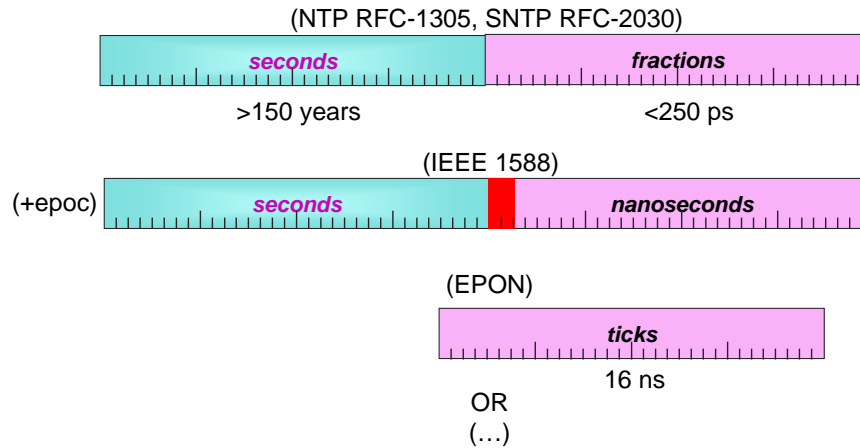 (NTP RFC-1305, SNTP RFC-2030)
seconds fractions
>150 years <250 ps
(IEEE 1588)
(+epoc) seconds nanoseconds
(EPON)
ticks
16 ns
OR
(…)